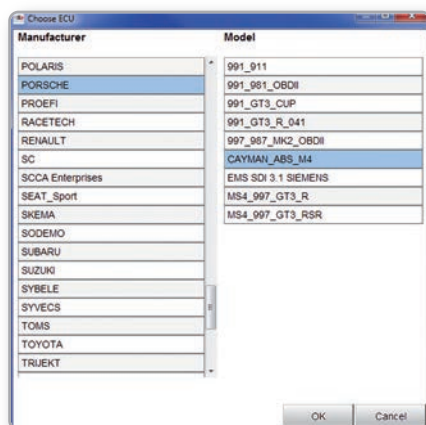 Choose ECU
Manufacturer
Model
POLARIS
PORSCHE
PROEFI
RACETECH
RENAULT
SC
SCCA Enterprises
SEAT_Sport
SKEMA
SODEMO
SUBARU
SUZUKI
SYBELE
SYVECS
TOMS
TOYOTA
TRIJEKT
991_911
991_981_OBDII
991_GT3_CUP
991_GT3_R_041
997_987_MK2_OBDII
CAYMAN_ABS_M4
EMS SDI 3.1 SIEMENS
MS4_997_GT3_R
MS4_997_GT3_RSR
OK
Cancel